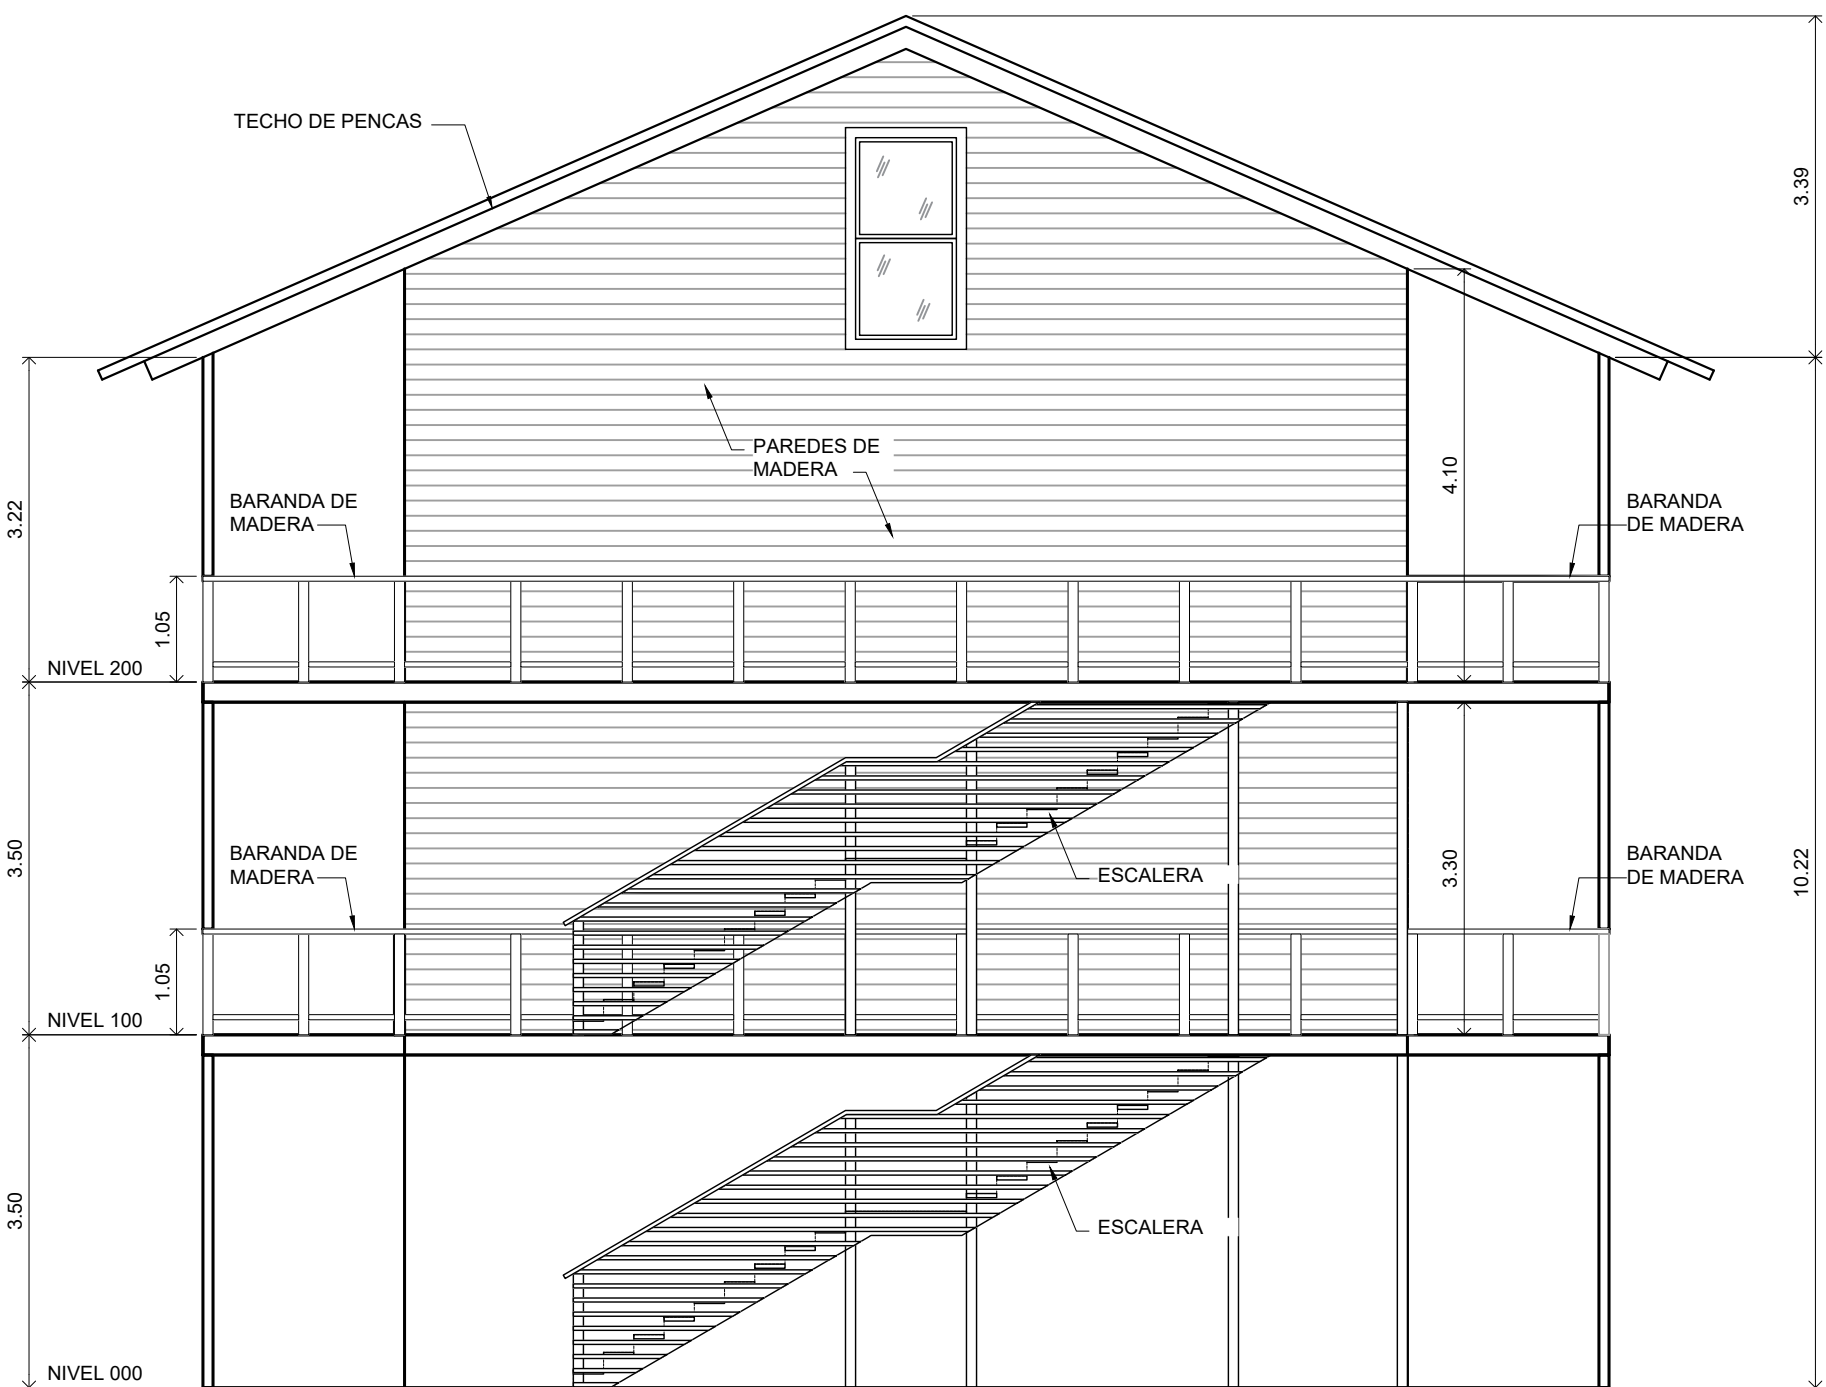 TECHO DE PENCAS
3.39
PAREDES DE
MADERA
4.10
BARANDA DE
MADERA
BARANDA
DE MADERA
3.22
1.05
NIVEL 200
3.50
BARANDA DE
MADERA
ESCALERA
3.30
BARANDA
DE MADERA
10.22
1.05
NIVEL 100
3.50
ESCALERA
NIVEL 000